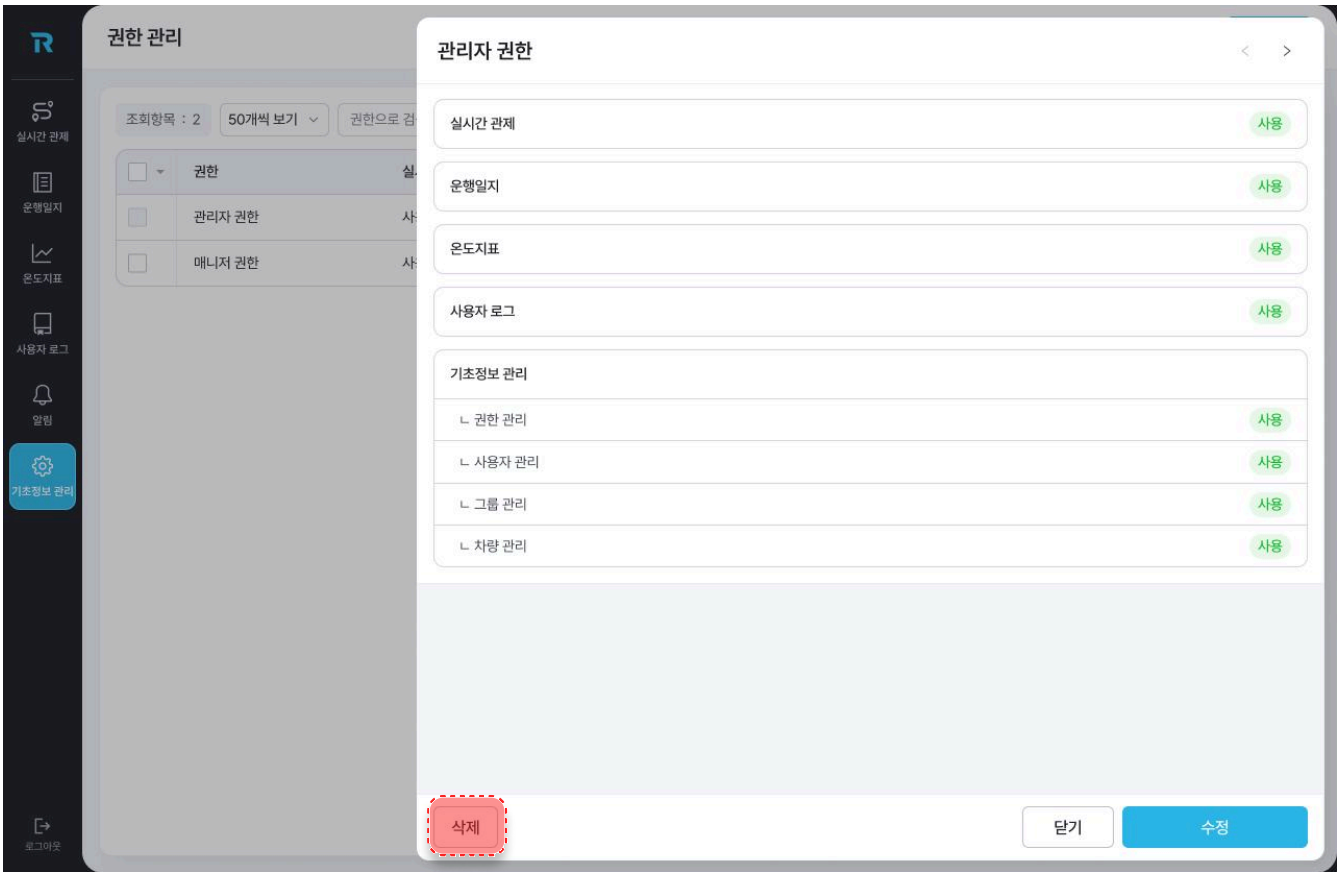 권한 관리
관리자 권한
실시간 관제
운행일지
온도지표
사용자 로그
알림
기초정보 관리
로그아웃
조회항목 : 2
50개씩 보기
권한으로 검
권한
관리자 권한
매니저 권한
실시간 관제 사용
운행일지 사용
온도지표 사용
사용자 로그 사용
기초정보 관리
ㄴ 권한 관리 사용
ㄴ 사용자 관리 사용
ㄴ 그룹 관리 사용
ㄴ 차량 관리 사용
삭제
닫기
수정